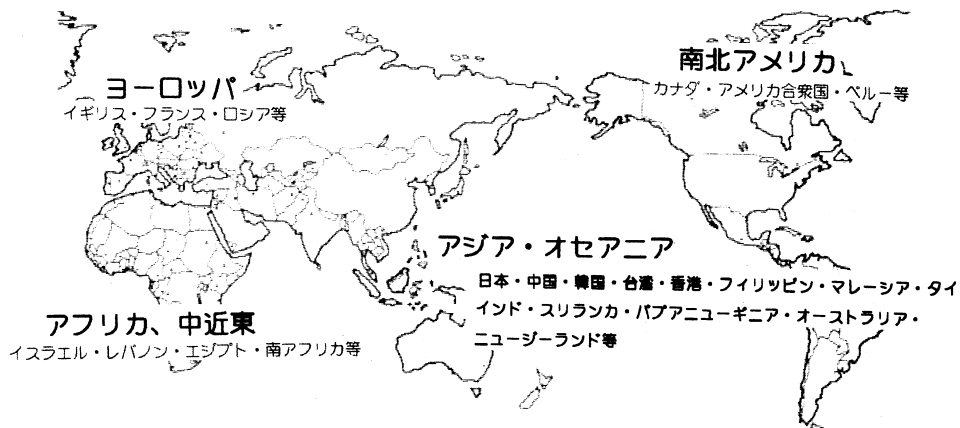 ヨーロッパ
イギリス・フランス・ロシア等
南北アメリカ
カナダ・アメリカ合衆国・ペルー等
アジア・オセアニア
日本・中国・韓国・台湾・香港・フィリッピン・マレーシア・タイ
インド・スリランカ・パプアニューギニア・オーストラリア・
ニュージーランド等
アフリカ、中近東
イスラエル・レバノン・エジプト・南アフリカ等